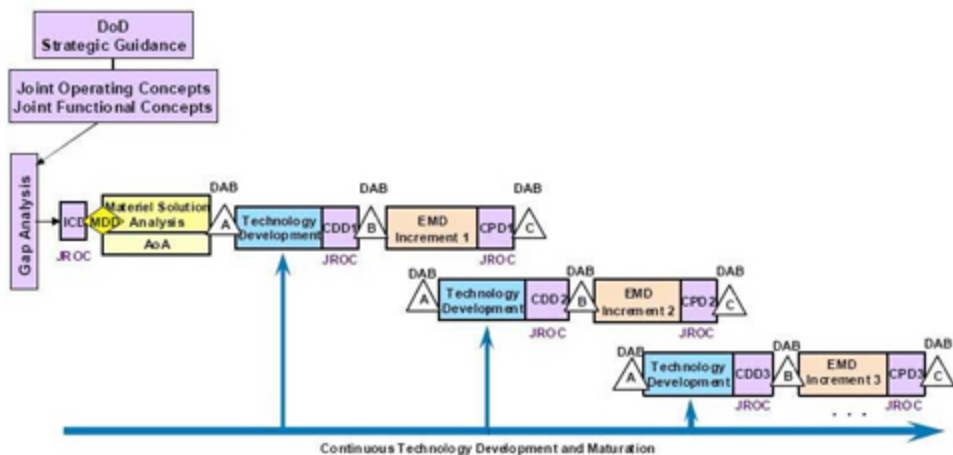 DoD
Strategic Guidance
Joint Operating Concepts
Joint Functional Concepts
Gap Analysis
ICD
JROC
MDD
Materiel Solution
Analysis
AoA
DAB
A
Technology
Development
CDD1
JROC
DAB
B
EMD
Increment 1
CPD1
JROC
DAB
C
DAB
A
Technology
Development
CDD2
JROC
DAB
B
EMD
Increment 2
CPD2
JROC
DAB
C
DAB
A
Technology
Development
CDD3
JROC
DAB
B
EMD
Increment 3
CPD3
JROC
DAB
C
. . .
Continuous Technology Development and Maturation